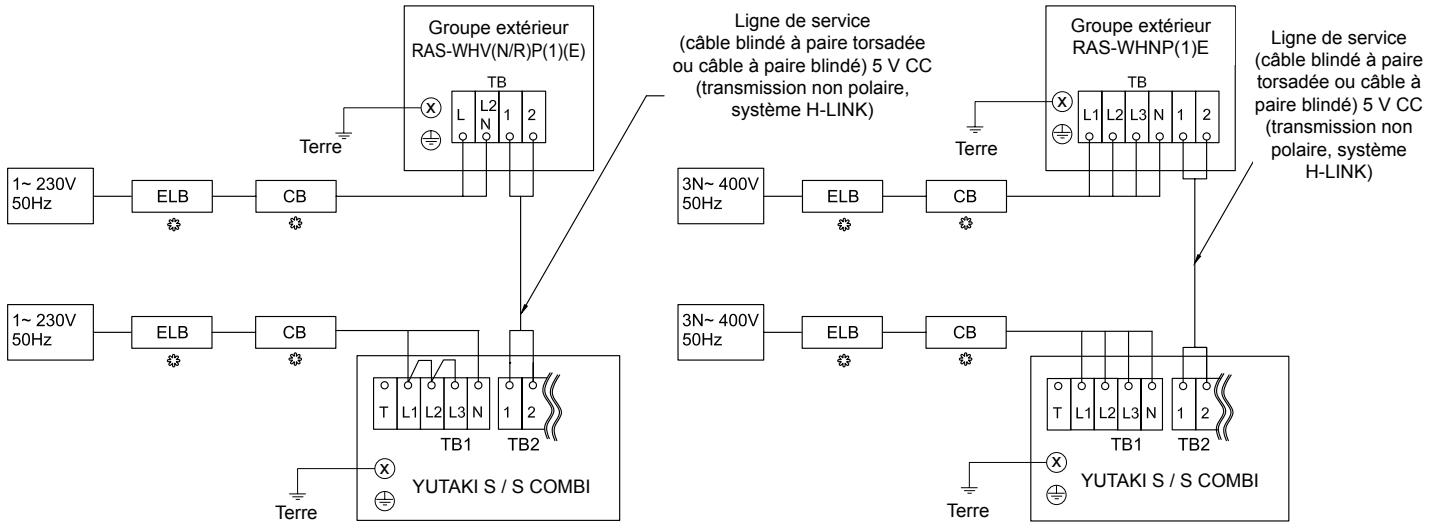 Groupe extérieur
RAS-WHV(N/R)P(1)(E)
TB
L
L2
N
1
2
X
Terre
1~ 230V
50Hz
ELB
CB
Ligne de service
(câble blindé à paire torsadée
ou câble à paire blindé) 5 V CC
(transmission non polaire,
système H-LINK)
1~ 230V
50Hz
ELB
CB
T
L1
L2
L3
N
1
2
TB1
TB2
X
YUTAKI S / S COMBI
Terre
Groupe extérieur
RAS-WHNP(1)E
TB
L1
L2
L3
N
1
2
X
Terre
3N~ 400V
50Hz
ELB
CB
Ligne de service
(câble blindé à paire
torsadée ou câble à
paire blindé) 5 V CC
(transmission non
polaire, système
H-LINK)
3N~ 400V
50Hz
ELB
CB
T
L1
L2
L3
N
1
2
TB1
TB2
X
YUTAKI S / S COMBI
Terre